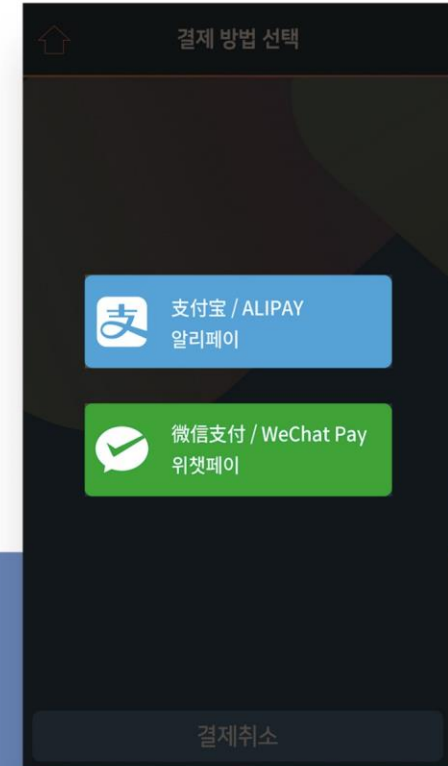 결제 방법 선택
支
支付宝 / ALIPAY
알리페이
微信支付 / WeChat Pay
위챗페이
결제취소